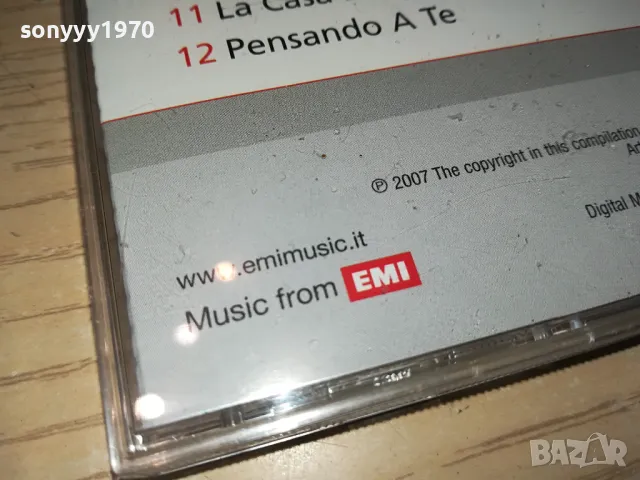 sonyyy1970
11 La Casa
12 Pensando A Te
℗ 2007 The copyright in this compilation
Digital M
www.emimusic.it
Music from EMI
BAZAR